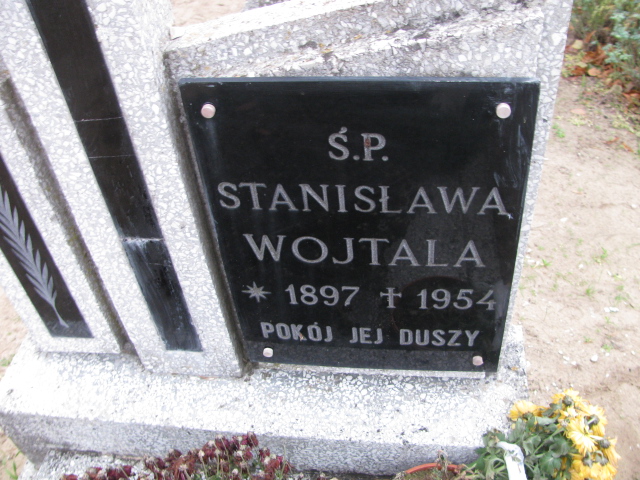 Ś.P.
STANISŁAWA
WOJTALA
* 1897 † 1954
POKÓJ JEJ DUSZY